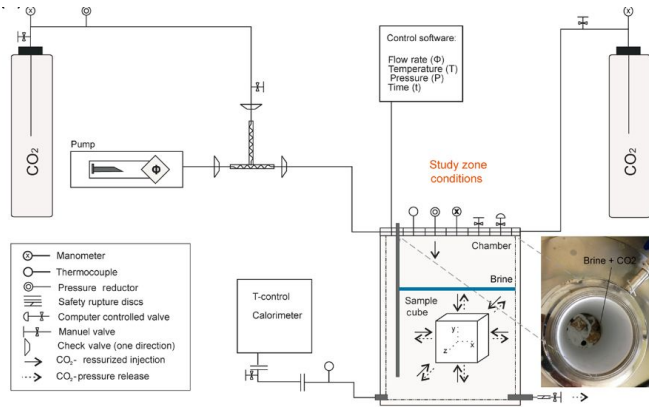 CO2
Pump
Φ
Control software:
Flow rate (Φ)
Temperature (T)
Pressure (P)
Time (t)
CO2
Study zone
conditions
Chamber
Brine
Sample
cube
y
x
z
Brine + CO2
T-control
Calorimeter
Manometer
Thermocouple
Pressure reductor
Safety rupture discs
Computer controlled valve
Manuel valve
Check valve (one direction)
CO2- ressurized injection
CO2-pressure release